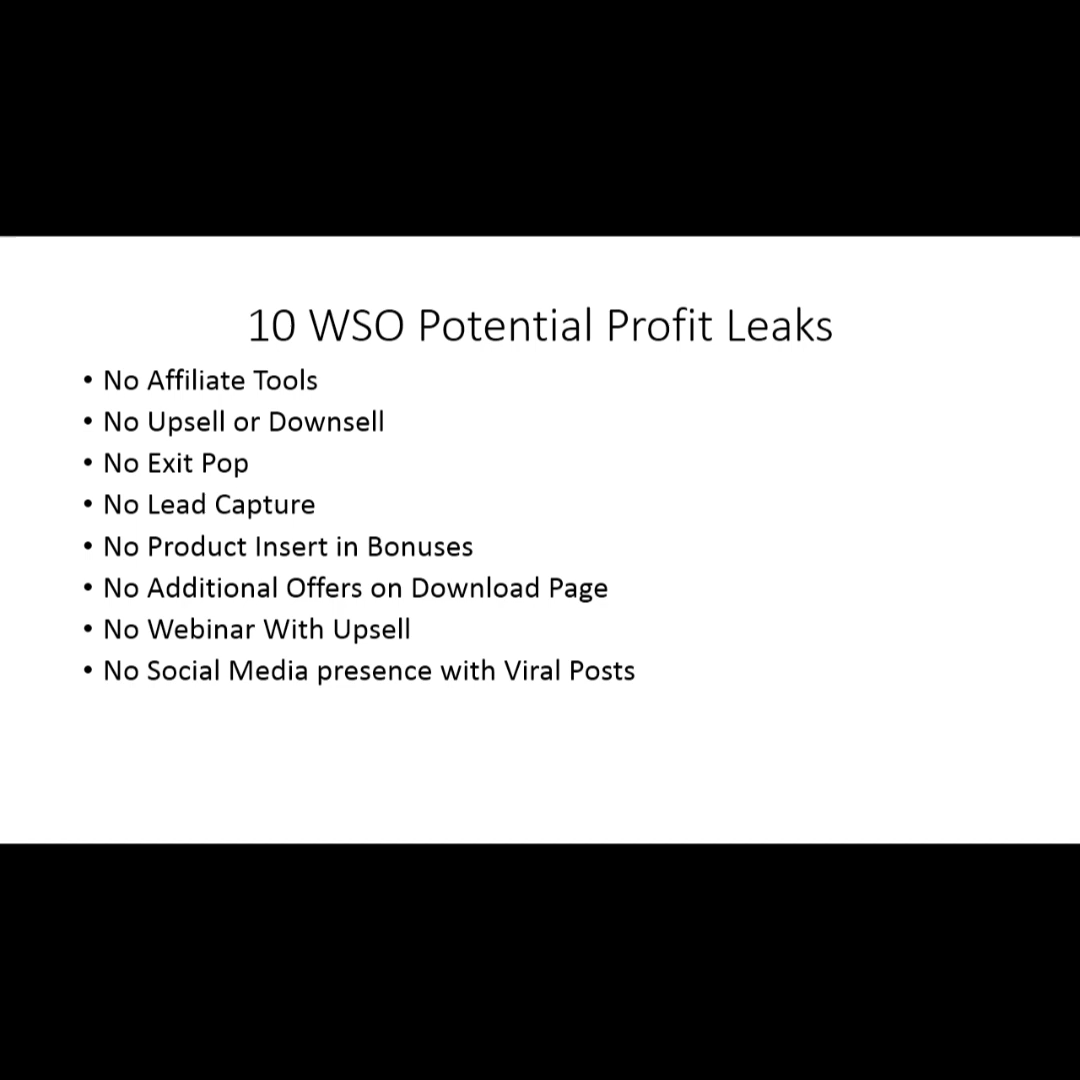 10 WSO Potential Profit Leaks
• No Affiliate Tools
• No Upsell or Downsell
• No Exit Pop
• No Lead Capture
• No Product Insert in Bonuses
• No Additional Offers on Download Page
• No Webinar With Upsell
• No Social Media presence with Viral Posts